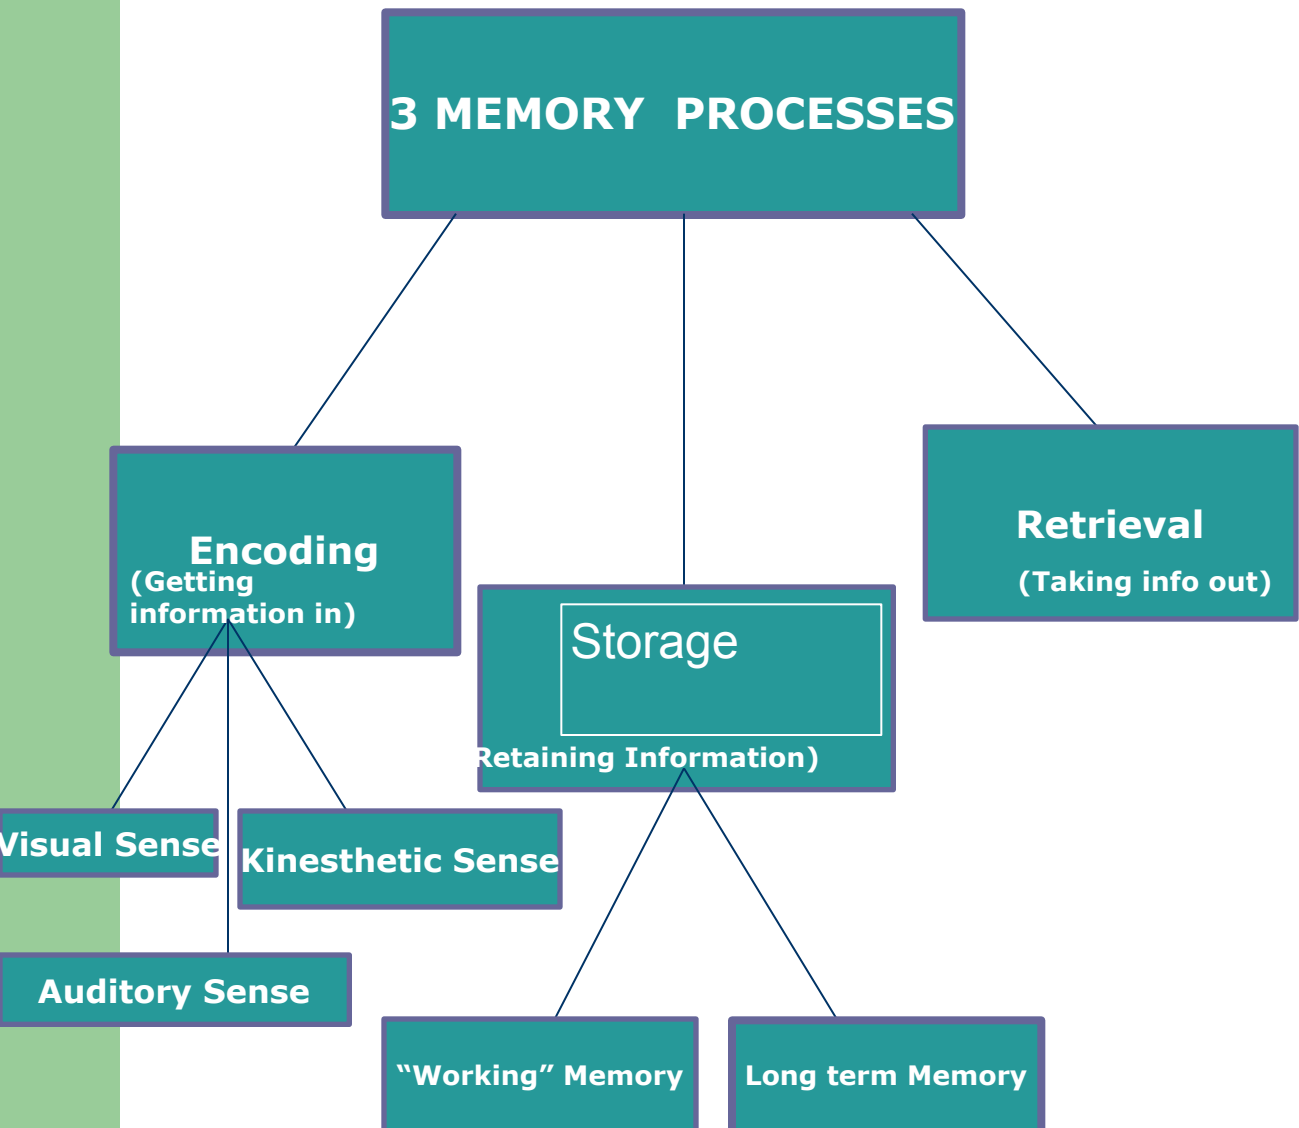 3 MEMORY PROCESSES
Encoding
(Getting
information in)
Retrieval
(Taking info out)
Storage
Retaining Information)
Visual Sense
Kinesthetic Sense
Auditory Sense
“Working” Memory
Long term Memory